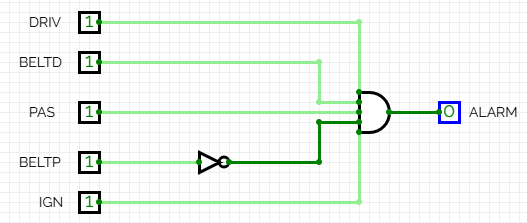 DRIV 1
BELTD 1
PAS 1 0 ALARM
BELTP 1
IGN 1